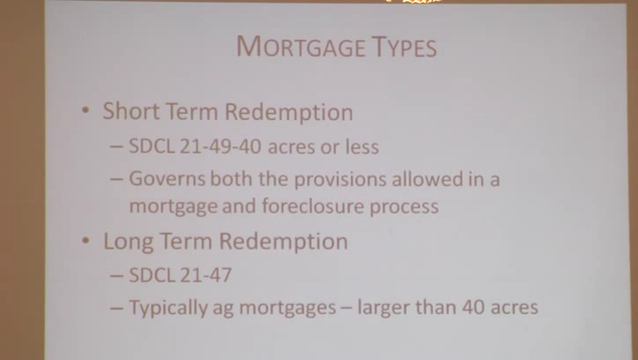 MORTGAGE TYPES
• Short Term Redemption
– SDCL 21-49-40 acres or less
– Governs both the provisions allowed in a
mortgage and foreclosure process
• Long Term Redemption
– SDCL 21-47
– Typically ag mortgages – larger than 40 acres